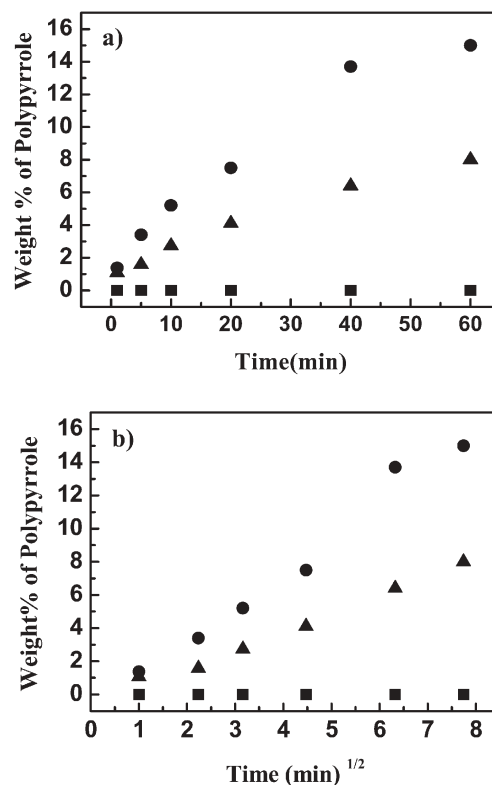 a)
Weight % of Polypyrrole
16
14
12
10
8
6
4
2
0
0 10 20 30 40 50 60
Time(min)
b)
Weight% of Polypyrrole
16
14
12
10
8
6
4
2
0
0 1 2 3 4 5 6 7 8
Time (min) 1/2